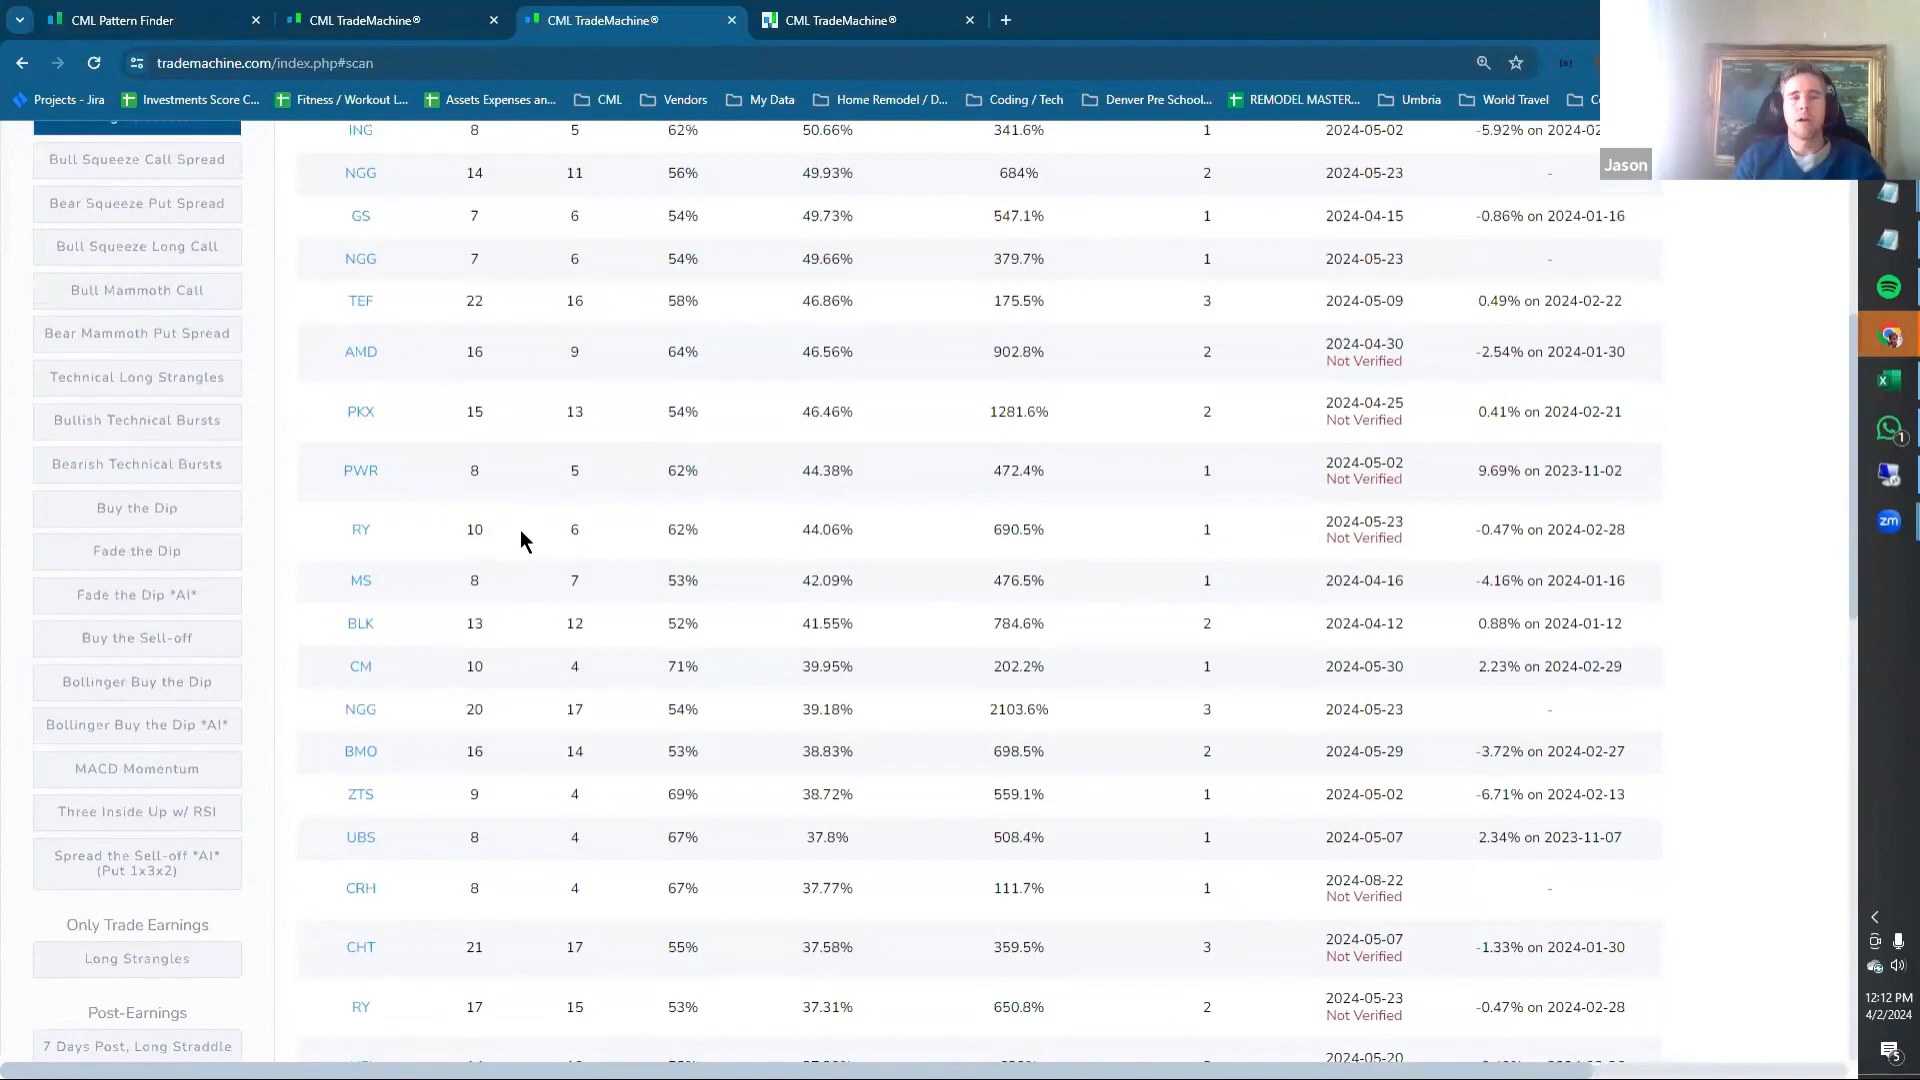 CML Pattern Finder
CML TradeMachine®
CML TradeMachine®
CML TradeMachine®
trademachine.com/index.php#scan
Projects - Jira
Investments Score C...
Fitness / Workout L...
Assets Expenses an...
CML
Vendors
My Data
Home Remodel / D...
Coding / Tech
Denver Pre School...
REMODEL MASTER...
Umbria
World Travel
Jason
Bull Squeeze Call Spread
Bear Squeeze Put Spread
Bull Squeeze Long Call
Bull Mammoth Call
Bear Mammoth Put Spread
Technical Long Strangles
Bullish Technical Bursts
Bearish Technical Bursts
Buy the Dip
Fade the Dip
Fade the Dip *AI*
Buy the Sell-off
Bollinger Buy the Dip
Bollinger Buy the Dip *AI*
MACD Momentum
Three Inside Up w/ RSI
Spread the Sell-off *AI*
(Put 1x3x2)
Only Trade Earnings
Long Strangles
Post-Earnings
7 Days Post, Long Straddle
ING 8 5 62% 50.66% 341.6% 1 2024-05-02 -5.92% on 2024-02
NGG 14 11 56% 49.93% 684% 2 2024-05-23 -
GS 7 6 54% 49.73% 547.1% 1 2024-04-15 -0.86% on 2024-01-16
NGG 7 6 54% 49.66% 379.7% 1 2024-05-23 -
TEF 22 16 58% 46.86% 175.5% 3 2024-05-09 0.49% on 2024-02-22
AMD 16 9 64% 46.56% 902.8% 2 2024-04-30 -2.54% on 2024-01-30
Not Verified
PKX 15 13 54% 46.46% 1281.6% 2 2024-04-25 0.41% on 2024-02-21
Not Verified
PWR 8 5 62% 44.38% 472.4% 1 2024-05-02 9.69% on 2023-11-02
Not Verified
RY 10 6 62% 44.06% 690.5% 1 2024-05-23 -0.47% on 2024-02-28
Not Verified
MS 8 7 53% 42.09% 476.5% 1 2024-04-16 -4.16% on 2024-01-16
BLK 13 12 52% 41.55% 784.6% 2 2024-04-12 0.88% on 2024-01-12
CM 10 4 71% 39.95% 202.2% 1 2024-05-30 2.23% on 2024-02-29
NGG 20 17 54% 39.18% 2103.6% 3 2024-05-23 -
BMO 16 14 53% 38.83% 698.5% 2 2024-05-29 -3.72% on 2024-02-27
ZTS 9 4 69% 38.72% 559.1% 1 2024-05-02 -6.71% on 2024-02-13
UBS 8 4 67% 37.8% 508.4% 1 2024-05-07 2.34% on 2023-11-07
CRH 8 4 67% 37.77% 111.7% 1 2024-08-22 -
Not Verified
CHT 21 17 55% 37.58% 359.5% 3 2024-05-07 -1.33% on 2024-01-30
Not Verified
RY 17 15 53% 37.31% 650.8% 2 2024-05-23 -0.47% on 2024-02-28
Not Verified
2024-05-20
1
zm
12:12 PM
4/2/2024
5